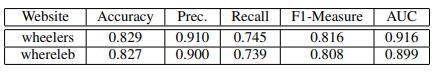 Website Accuracy Prec. Recall F1-Measure AUC
wheelers 0.829 0.910 0.745 0.816 0.916
whereleb 0.827 0.900 0.739 0.808 0.899